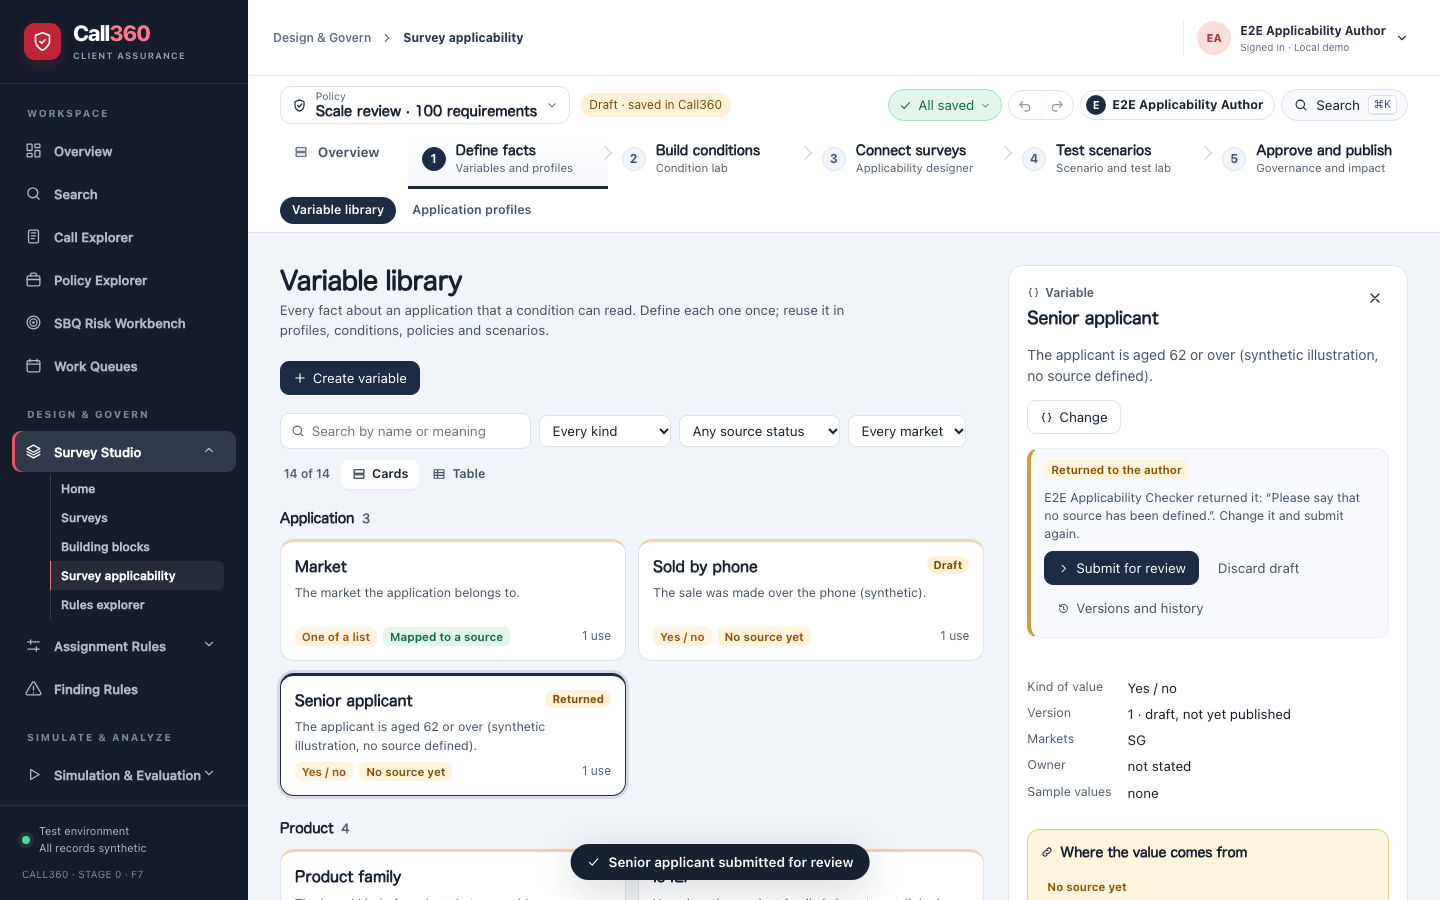 Call360
CLIENT ASSURANCE
WORKSPACE
Overview
Search
Call Explorer
Policy Explorer
SBQ Risk Workbench
Work Queues
DESIGN & GOVERN
Survey Studio
Home
Surveys
Building blocks
Survey applicability
Rules explorer
Assignment Rules
Finding Rules
SIMULATE & ANALYZE
Simulation & Evaluation
Test environment
All records synthetic
CALL360 · STAGE 0 · F7
Design & Govern > Survey applicability
EA
E2E Applicability Author
Signed in · Local demo
Policy
Scale review · 100 requirements
Draft · saved in Call360
All saved
E E2E Applicability Author
Search ⌘K
Overview
1 Define facts
Variables and profiles
2 Build conditions
Condition lab
3 Connect surveys
Applicability designer
4 Test scenarios
Scenario and test lab
5 Approve and publish
Governance and impact
Variable library
Application profiles
Variable library
Every fact about an application that a condition can read. Define each one once; reuse it in
profiles, conditions, policies and scenarios.
+ Create variable
Search by name or meaning
Every kind
Any source status
Every market
14 of 14
Cards
Table
Application 3
Market
The market the application belongs to.
One of a list
Mapped to a source
1 use
Sold by phone
Draft
The sale was made over the phone (synthetic).
Yes / no
No source yet
1 use
Senior applicant
Returned
The applicant is aged 62 or over (synthetic
illustration, no source defined).
Yes / no
No source yet
1 use
Product 4
Product family
Senior applicant submitted for review
Variable
Senior applicant
The applicant is aged 62 or over (synthetic illustration,
no source defined).
Change
Returned to the author
E2E Applicability Checker returned it: “Please say that
no source has been defined.”. Change it and submit
again.
Submit for review
Discard draft
Versions and history
Kind of value Yes / no
Version 1 · draft, not yet published
Markets SG
Owner not stated
Sample values none
Where the value comes from
No source yet